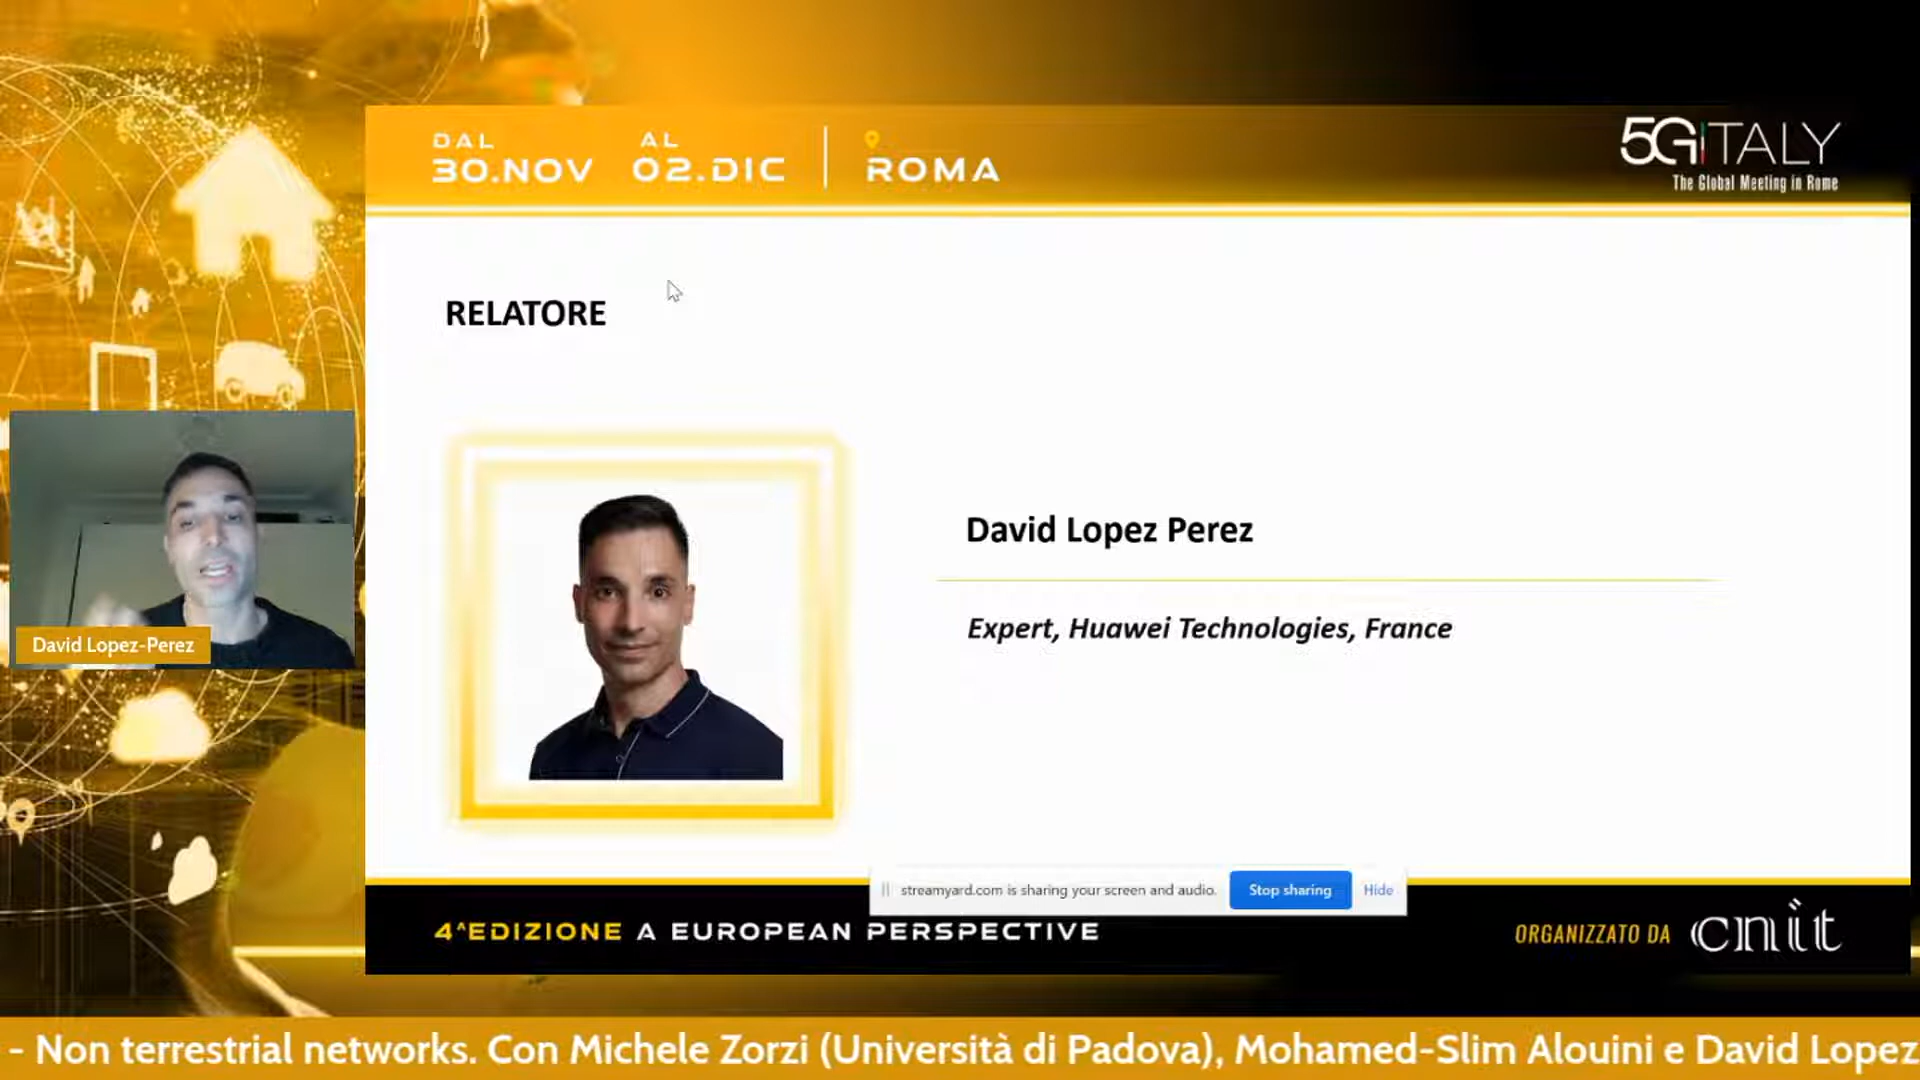 DAL
30.NOV
AL
02.DIC
ROMA
5GITALY
The Global Meeting in Rome
RELATORE
David Lopez Perez
Expert, Huawei Technologies, France
David Lopez-Perez
streamyard.com is sharing your screen and audio.
Stop sharing
Hide
4^EDIZIONE A EUROPEAN PERSPECTIVE
ORGANIZZATO DA
cnit
- Non terrestrial networks. Con Michele Zorzi (Università di Padova), Mohamed-Slim Alouini e David Lopez